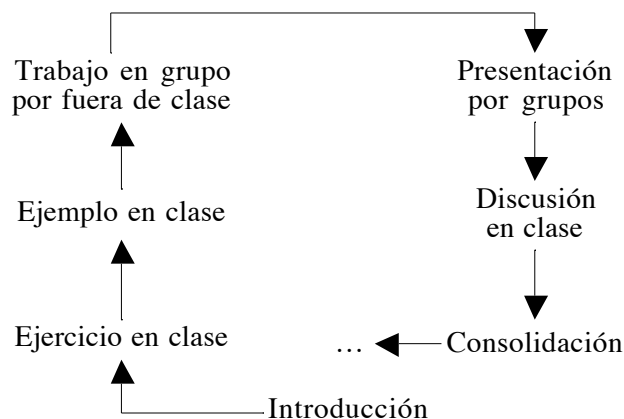 Trabajo en grupo
por fuera de clase
Presentación
por grupos
Ejemplo en clase
Discusión
en clase
Ejercicio en clase
...
Consolidación
Introducción